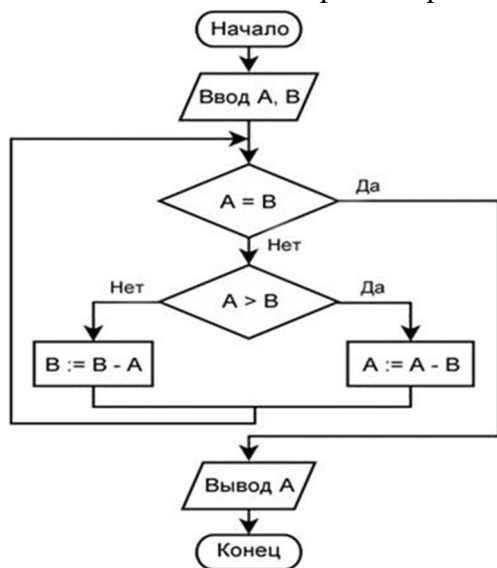 Начало
Ввод A, B
A = B
Да
Нет
A > B
Нет
Да
B := B - A
A := A - B
Вывод A
Конец